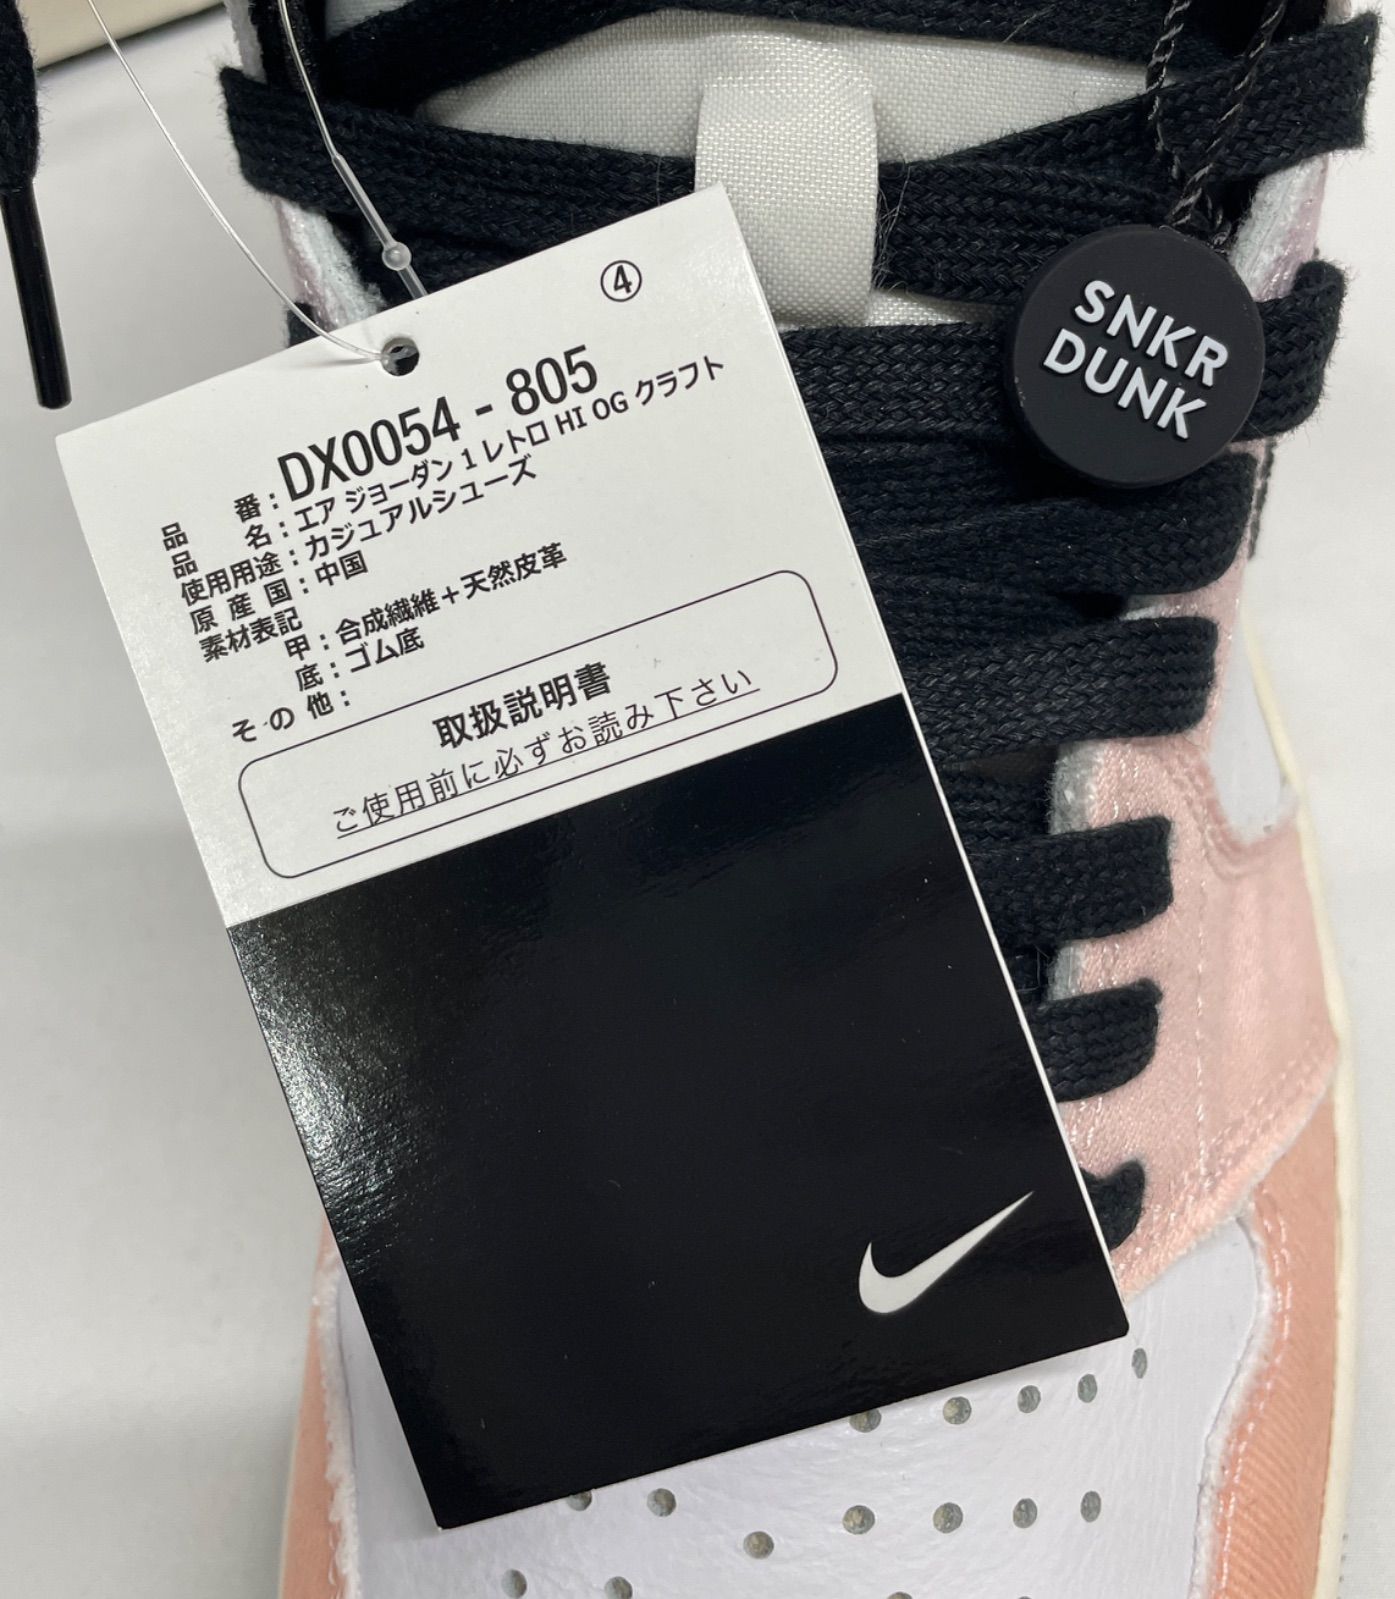 ④
品 番：DX0054 - 805
品 名：エア ジョーダン 1 レトロ HI OG クラフト
使用用途：カジュアルシューズ
原 産 国：中国
素材表記
甲：合成繊維＋天然皮革
底：ゴム底
そ の 他：
取扱説明書
ご使用前に必ずお読み下さい
SNKR
DUNK